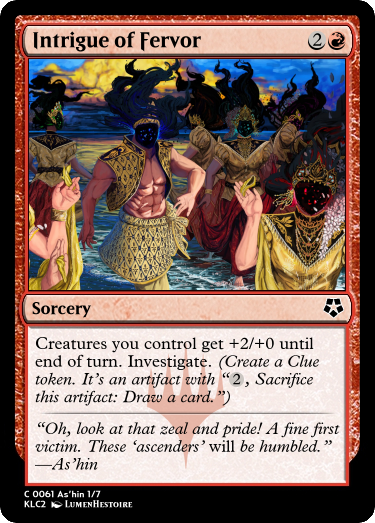 Intrigue of Fervor 2
Sorcery
Creatures you control get +2/+0 until
end of turn. Investigate. (Create a Clue
token. It's an artifact with “2, Sacrifice
this artifact: Draw a card.”)
“Oh, look at that zeal and pride! A fine first
victim. These ‘ascenders’ will be humbled.”
—As'hin
C 0061 As'hin 1/7
KLC2 LumenHestoire